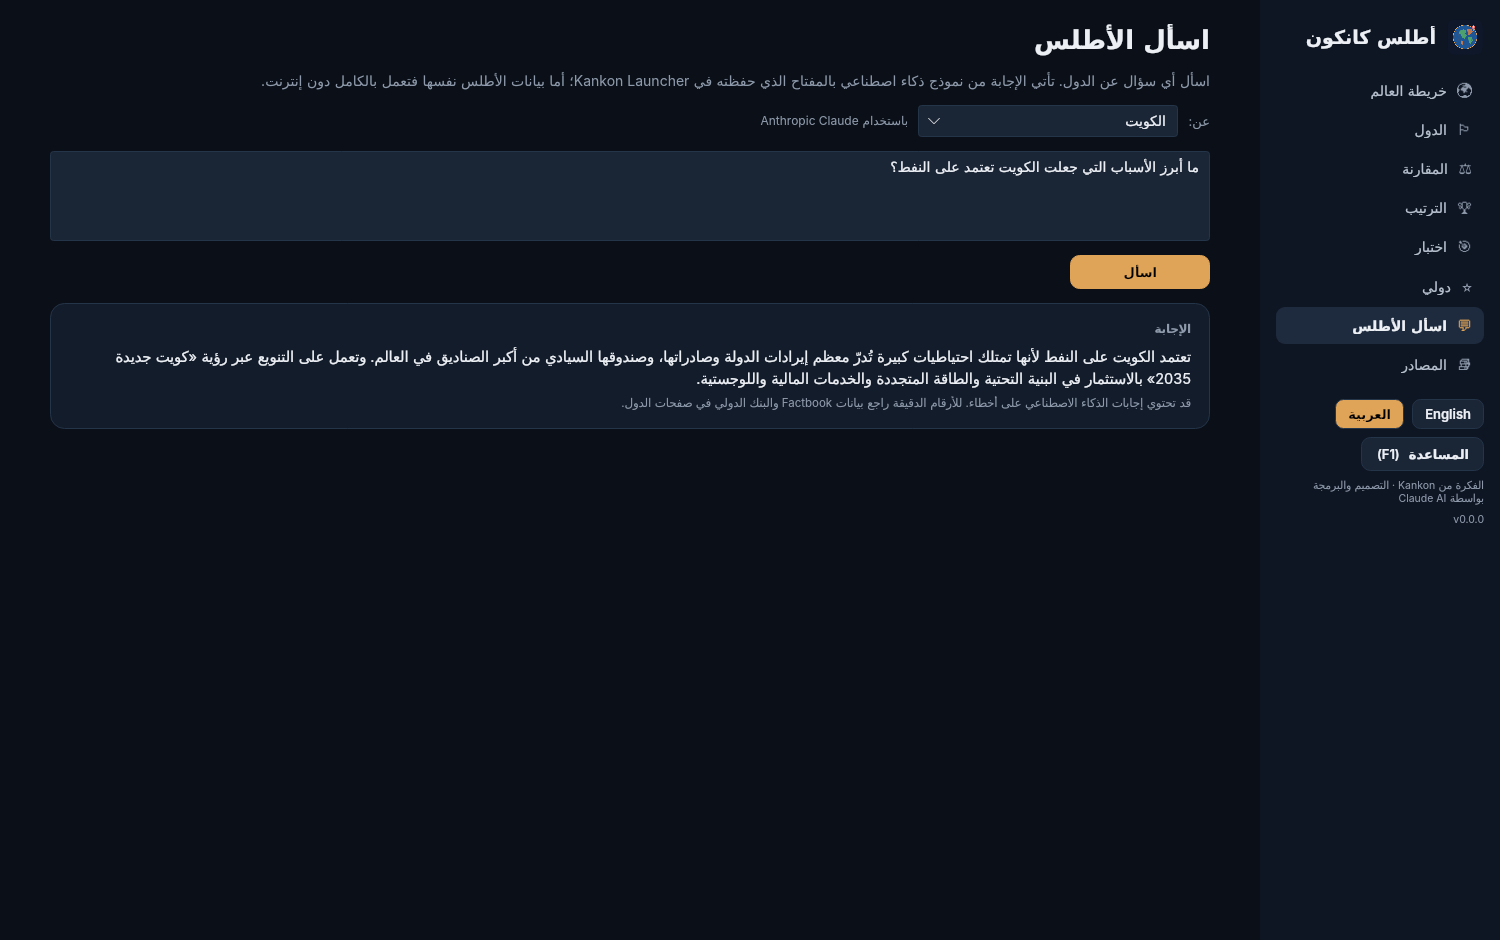 أطلس كانكون
خريطة العالم
الدول
المقارنة
الترتيب
اختبار
دولي
اسأل الأطلس
المصادر
English
العربية
المساعدة (F1)
الفكرة من Kankon · التصميم والبرمجة
بواسطة Claude AI
v0.0.0
اسأل الأطلس
اسأل أي سؤال عن الدول. تأتي الإجابة من نموذج ذكاء اصطناعي بالمفتاح الذي حفظته في Kankon Launcher؛ أما بيانات الأطلس نفسها فتعمل بالكامل دون إنترنت.
عن:
الكويت
باستخدام Anthropic Claude
ما أبرز الأسباب التي جعلت الكويت تعتمد على النفط؟
اسأل
الإجابة
تعتمد الكويت على النفط لأنها تمتلك احتياطيات كبيرة تُدرّ معظم إيرادات الدولة وصادراتها، وصندوقها السيادي من أكبر الصناديق في العالم. وتعمل على التنويع عبر رؤية «كويت جديدة
2035» بالاستثمار في البنية التحتية والطاقة المتجددة والخدمات المالية واللوجستية.
قد تحتوي إجابات الذكاء الاصطناعي على أخطاء. للأرقام الدقيقة راجع بيانات Factbook والبنك الدولي في صفحات الدول.